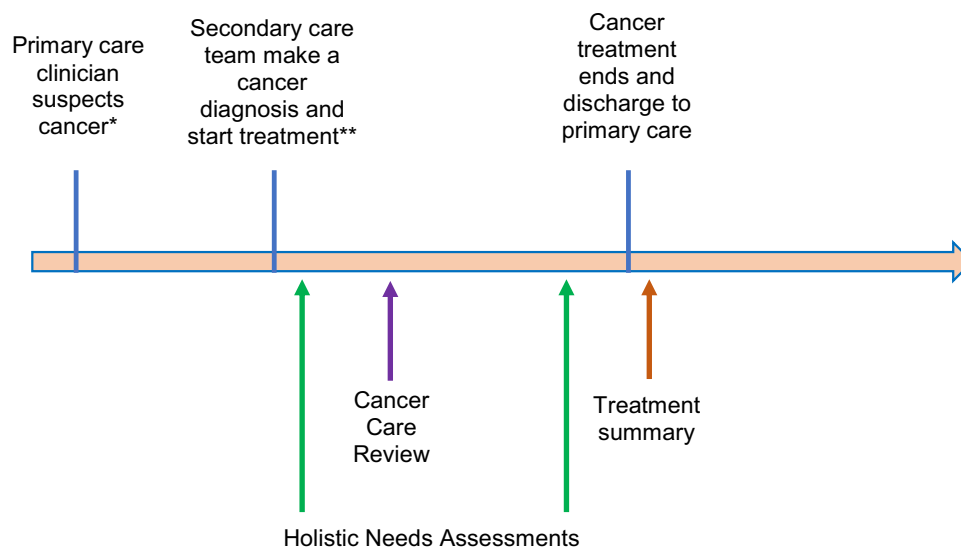 Primary care
clinician
suspects
cancer*
Secondary care
team make a
cancer
diagnosis and
start treatment**
Cancer
treatment
ends and
discharge to
primary care
Cancer
Care
Review
Treatment
summary
Holistic Needs Assessments